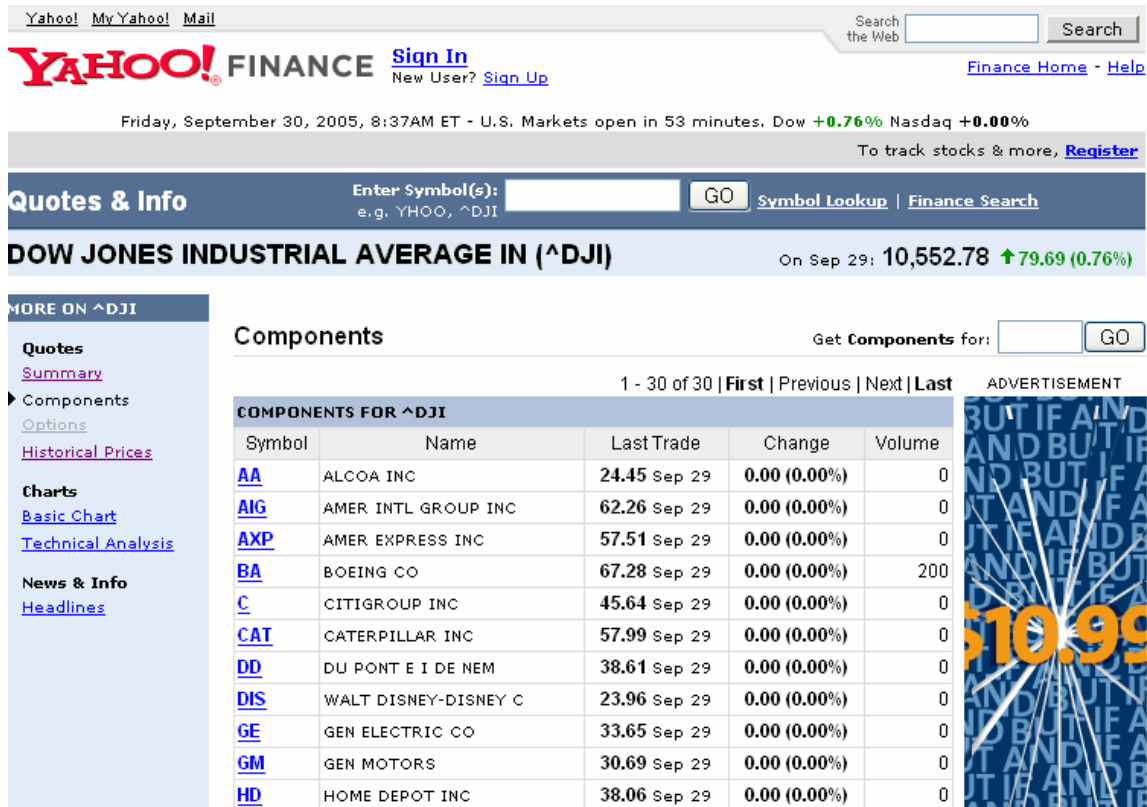 Yahoo! My Yahoo! Mail
Search the Web Search
YAHOO! FINANCE Sign In
New User? Sign Up
Finance Home - Help
Friday, September 30, 2005, 8:37AM ET - U.S. Markets open in 53 minutes. Dow +0.76% Nasdaq +0.00%
To track stocks & more, Register
Quotes & Info
Enter Symbol(s):
e.g. YHOO, ^DJI
GO Symbol Lookup | Finance Search
DOW JONES INDUSTRIAL AVERAGE IN (^DJI) On Sep 29: 10,552.78 79.69 (0.76%)
MORE ON ^DJI
Quotes
Summary
Components
Options
Historical Prices
Charts
Basic Chart
Technical Analysis
News & Info
Headlines
Components Get Components for: GO
1 - 30 of 30 | First | Previous | Next | Last
COMPONENTS FOR ^DJI
Symbol Name Last Trade Change Volume
AA ALCOA INC 24.45 Sep 29 0.00 (0.00%) 0
AIG AMER INTL GROUP INC 62.26 Sep 29 0.00 (0.00%) 0
AXP AMER EXPRESS INC 57.51 Sep 29 0.00 (0.00%) 0
BA BOEING CO 67.28 Sep 29 0.00 (0.00%) 200
C CITIGROUP INC 45.64 Sep 29 0.00 (0.00%) 0
CAT CATERPILLAR INC 57.99 Sep 29 0.00 (0.00%) 0
DD DU PONT E I DE NEM 38.61 Sep 29 0.00 (0.00%) 0
DIS WALT DISNEY-DISNEY C 23.96 Sep 29 0.00 (0.00%) 0
GE GEN ELECTRIC CO 33.65 Sep 29 0.00 (0.00%) 0
GM GEN MOTORS 30.69 Sep 29 0.00 (0.00%) 0
HD HOME DEPOT INC 38.06 Sep 29 0.00 (0.00%) 0
ADVERTISEMENT
$10.99